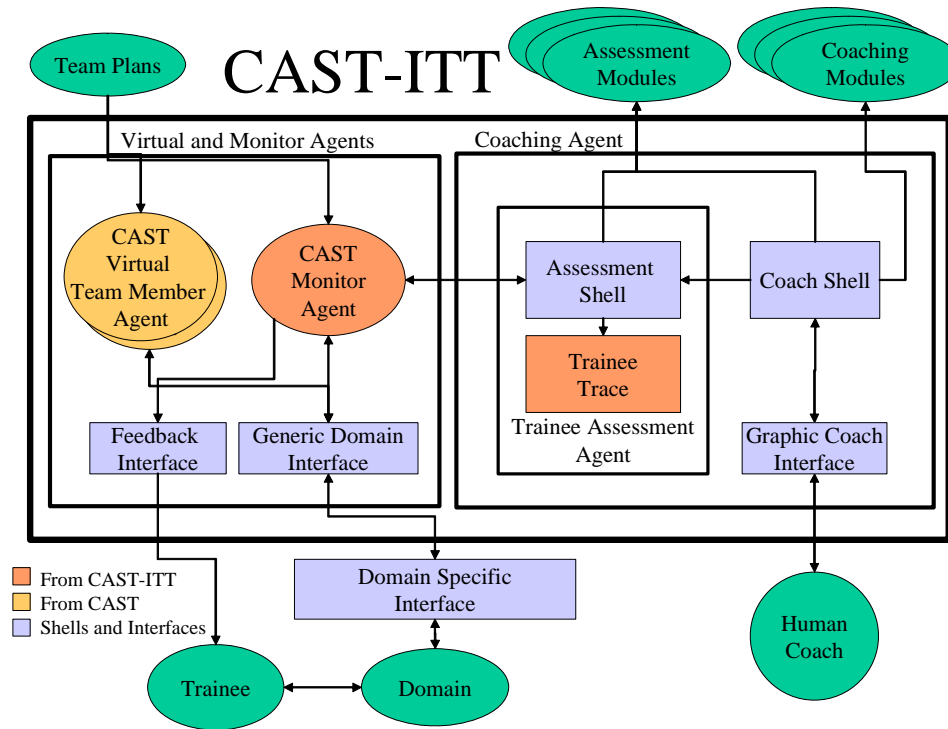 Team Plans
CAST-ITT
Assessment
Modules
Coaching
Modules
Virtual and Monitor Agents
Coaching Agent
CAST
Virtual
Team Member
Agent
CAST
Monitor
Agent
Assessment
Shell
Coach Shell
Trainee
Trace
Trainee Assessment
Agent
Feedback
Interface
Generic Domain
Interface
Graphic Coach
Interface
From CAST-ITT
From CAST
Shells and Interfaces
Domain Specific
Interface
Human
Coach
Trainee
Domain